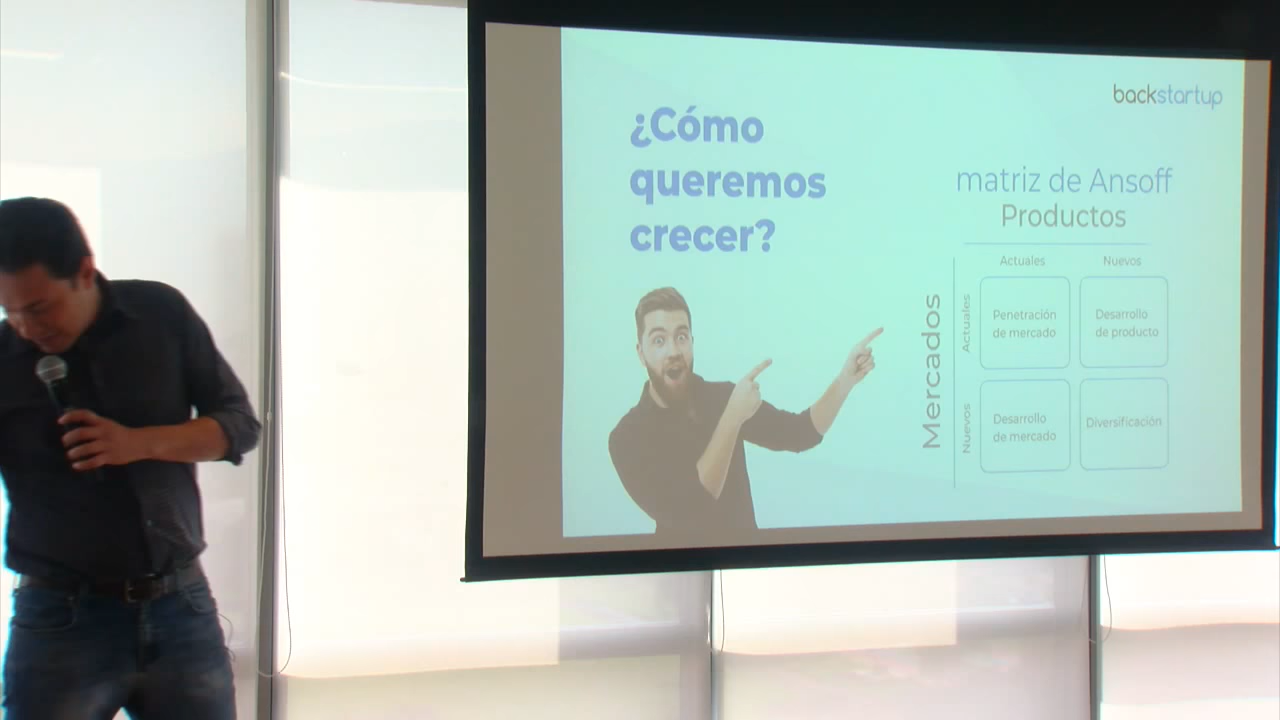 backstartup
¿Cómo
queremos
crecer?
matriz de Ansoff
Productos
Actuales Nuevos
Mercados
Actuales
Penetración
de mercado
Desarrollo
de producto
Nuevos
Desarrollo
de mercado
Diversificación